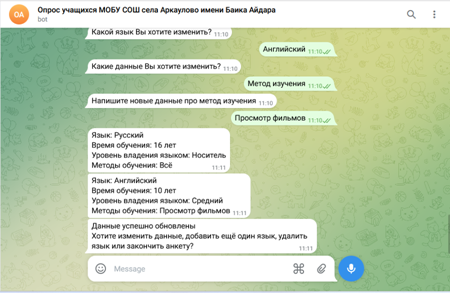 ОА
Опрос учащихся МОБУ СОШ села Аркаулово имени Баика Айдара
bot
Какой язык Вы хотите изменить? 11:10
Английский 11:10
Какие данные Вы хотите изменить? 11:10
Метод изучения 11:10
Напишите новые данные про метод изучения 11:10
Просмотр фильмов 11:10
Язык: Русский
Время обучения: 16 лет
Уровень владения языком: Носитель
Методы обучения: Всё 11:11
Язык: Английский
Время обучения: 10 лет
Уровень владения языком: Средний
Методы обучения: Просмотр фильмов 11:11
Данные успешно обновлены
Хотите изменить данные, добавить ещё один язык, удалить
язык или закончить анкету? 11:11
Message